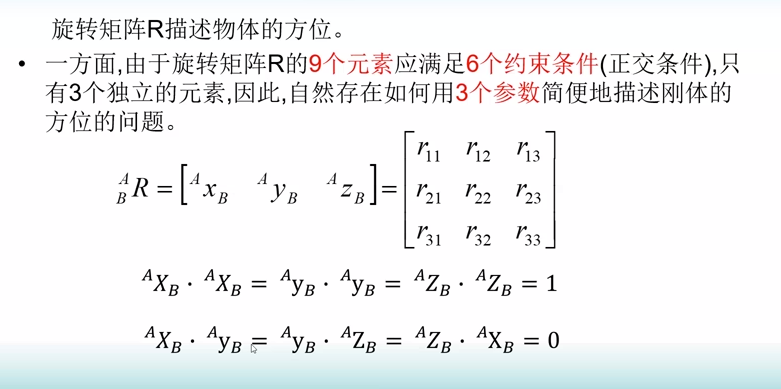 旋转矩阵R描述物体的方位。
• 一方面,由于旋转矩阵R的9个元素应满足6个约束条件(正交条件),只
有3个独立的元素,因此,自然存在如何用3个参数简便地描述刚体的
方位的问题。
${}^{A}_{B}R = \left[ {}^{A}x_{B} \quad {}^{A}y_{B} \quad {}^{A}z_{B} \right] = \begin{bmatrix} r_{11} & r_{12} & r_{13} \\ r_{21} & r_{22} & r_{23} \\ r_{31} & r_{32} & r_{33} \end{bmatrix}$
${}^{A}X_{B} \cdot {}^{A}X_{B} = {}^{A}y_{B} \cdot {}^{A}y_{B} = {}^{A}Z_{B} \cdot {}^{A}Z_{B} = 1$
${}^{A}X_{B} \cdot {}^{A}y_{B} = {}^{A}y_{B} \cdot {}^{A}Z_{B} = {}^{A}Z_{B} \cdot {}^{A}X_{B} = 0$